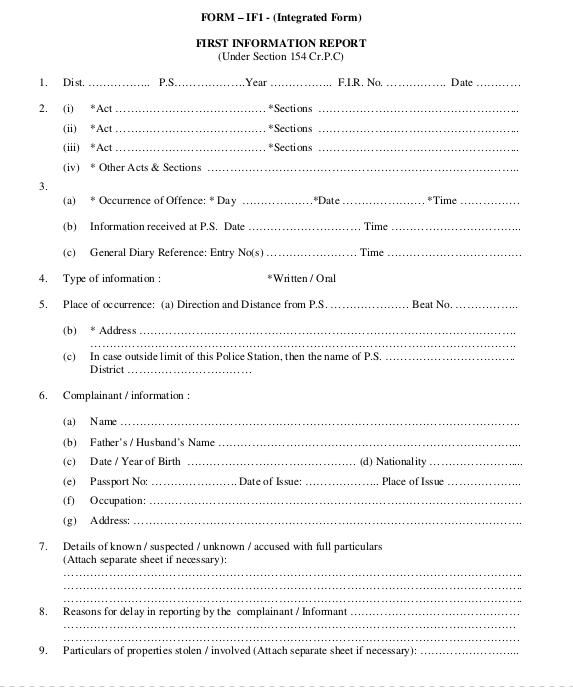 FORM – IF1 - (Integrated Form)
FIRST INFORMATION REPORT
(Under Section 154 Cr.P.C)
1. Dist. ……………... P.S………………..Year …………….. F.I.R. No. …………….. Date …………
2. (i) *Act ………………………………………*Sections ……………………………………………………..
(ii) *Act ………………………………………*Sections ……………………………………………………..
(iii) *Act ………………………………………*Sections ……………………………………………………..
(iv) * Other Acts & Sections …………………………………………………………………………………..
3.
(a) * Occurrence of Offence: * Day …………………*Date ……………………*Time ……………
(b) Information received at P.S. Date …………………………… Time ………………………………
(c) General Diary Reference: Entry No(s) ……………………… Time …………………………………
4. Type of information : *Written / Oral
5. Place of occurrence: (a) Direction and Distance from P.S. …………………… Beat No. ……………..
(b) * Address …………………………………………………………………………………………………..
…………………………………………………………………………………………………………………..
(c) In case outside limit of this Police Station, then the name of P.S. ………………………………
District ………………………………
6. Complainant / information :
(a) Name …………………………………………………………………………………………………………..
(b) Father's / Husband's Name ……………………………………………………………………………....
(c) Date / Year of Birth …………………………………………… (d) Nationality ……………………....
(e) Passport No: …………………….. Date of Issue: ………………….. Place of Issue ………………...
(f) Occupation: ……………………………………………………………………………………………………
(g) Address: ………………………………………………………………………………………………………..
7. Details of known / suspected / unknown / accused with full particulars
(Attach separate sheet if necessary):
…………………………………………………………………………………………………………………………..
…………………………………………………………………………………………………………………………..
…………………………………………………………………………………………………………………………..
8. Reasons for delay in reporting by the complainant / Informant ……………………………………………
…………………………………………………………………………………………………………………………
…………………………………………………………………………………………………………………………
9. Particulars of properties stolen / involved (Attach separate sheet if necessary): ………………………...